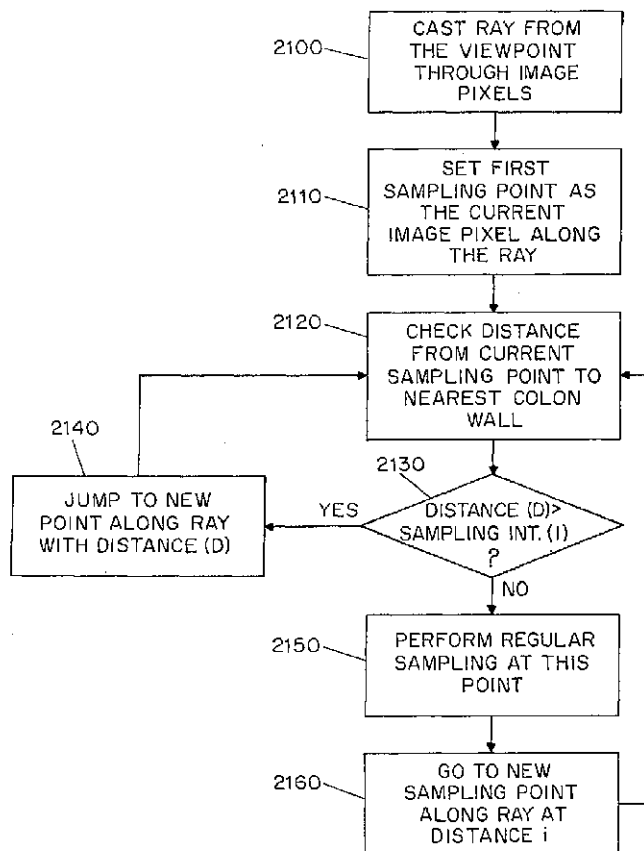 2100
CAST RAY FROM
THE VIEWPOINT
THROUGH IMAGE
PIXELS
2110
SET FIRST
SAMPLING POINT AS
THE CURRENT
IMAGE PIXEL ALONG
THE RAY
2120
CHECK DISTANCE
FROM CURRENT
SAMPLING POINT TO
NEAREST COLON
WALL
2140
JUMP TO NEW
POINT ALONG RAY
WITH DISTANCE (D)
YES
2130
DISTANCE (D)>
SAMPLING INT. (I)
?
NO
2150
PERFORM REGULAR
SAMPLING AT THIS
POINT
2160
GO TO NEW
SAMPLING POINT
ALONG RAY AT
DISTANCE i